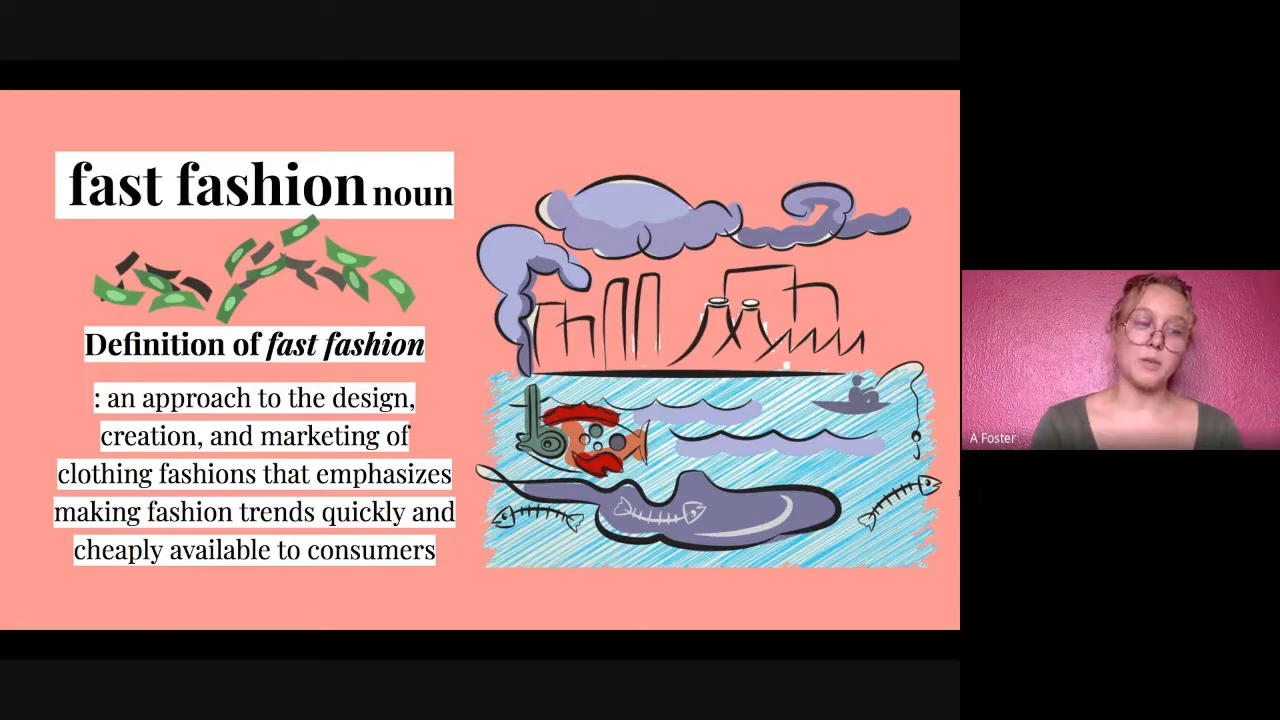 fast fashion noun
Definition of fast fashion
: an approach to the design,
creation, and marketing of
clothing fashions that emphasizes
making fashion trends quickly and
cheaply available to consumers
A Foster